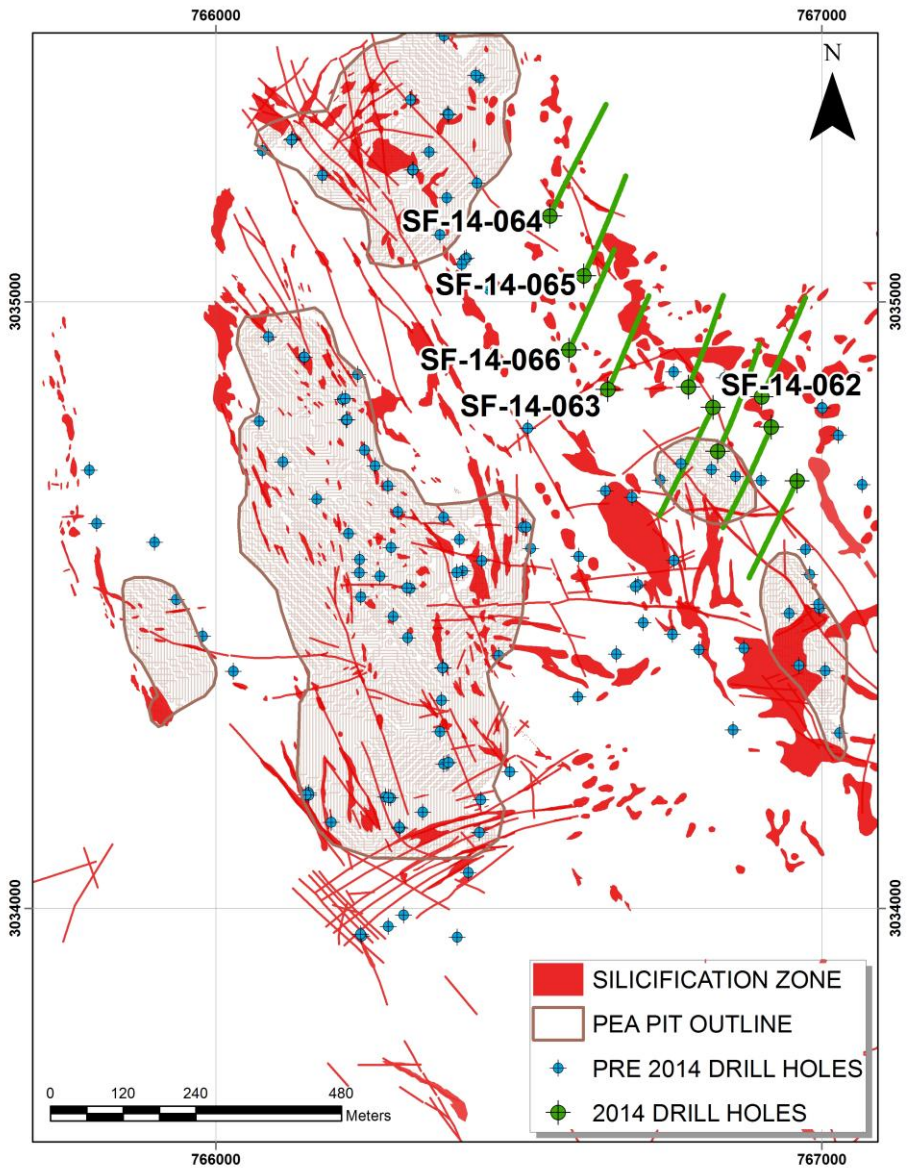 766000
767000
N
SF-14-064
3035000
SF-14-065
3035000
SF-14-066
SF-14-062
SF-14-063
3034000
3034000
SILICIFICATION ZONE
PEA PIT OUTLINE
PRE 2014 DRILL HOLES
2014 DRILL HOLES
0 120 240 480
Meters
766000
767000